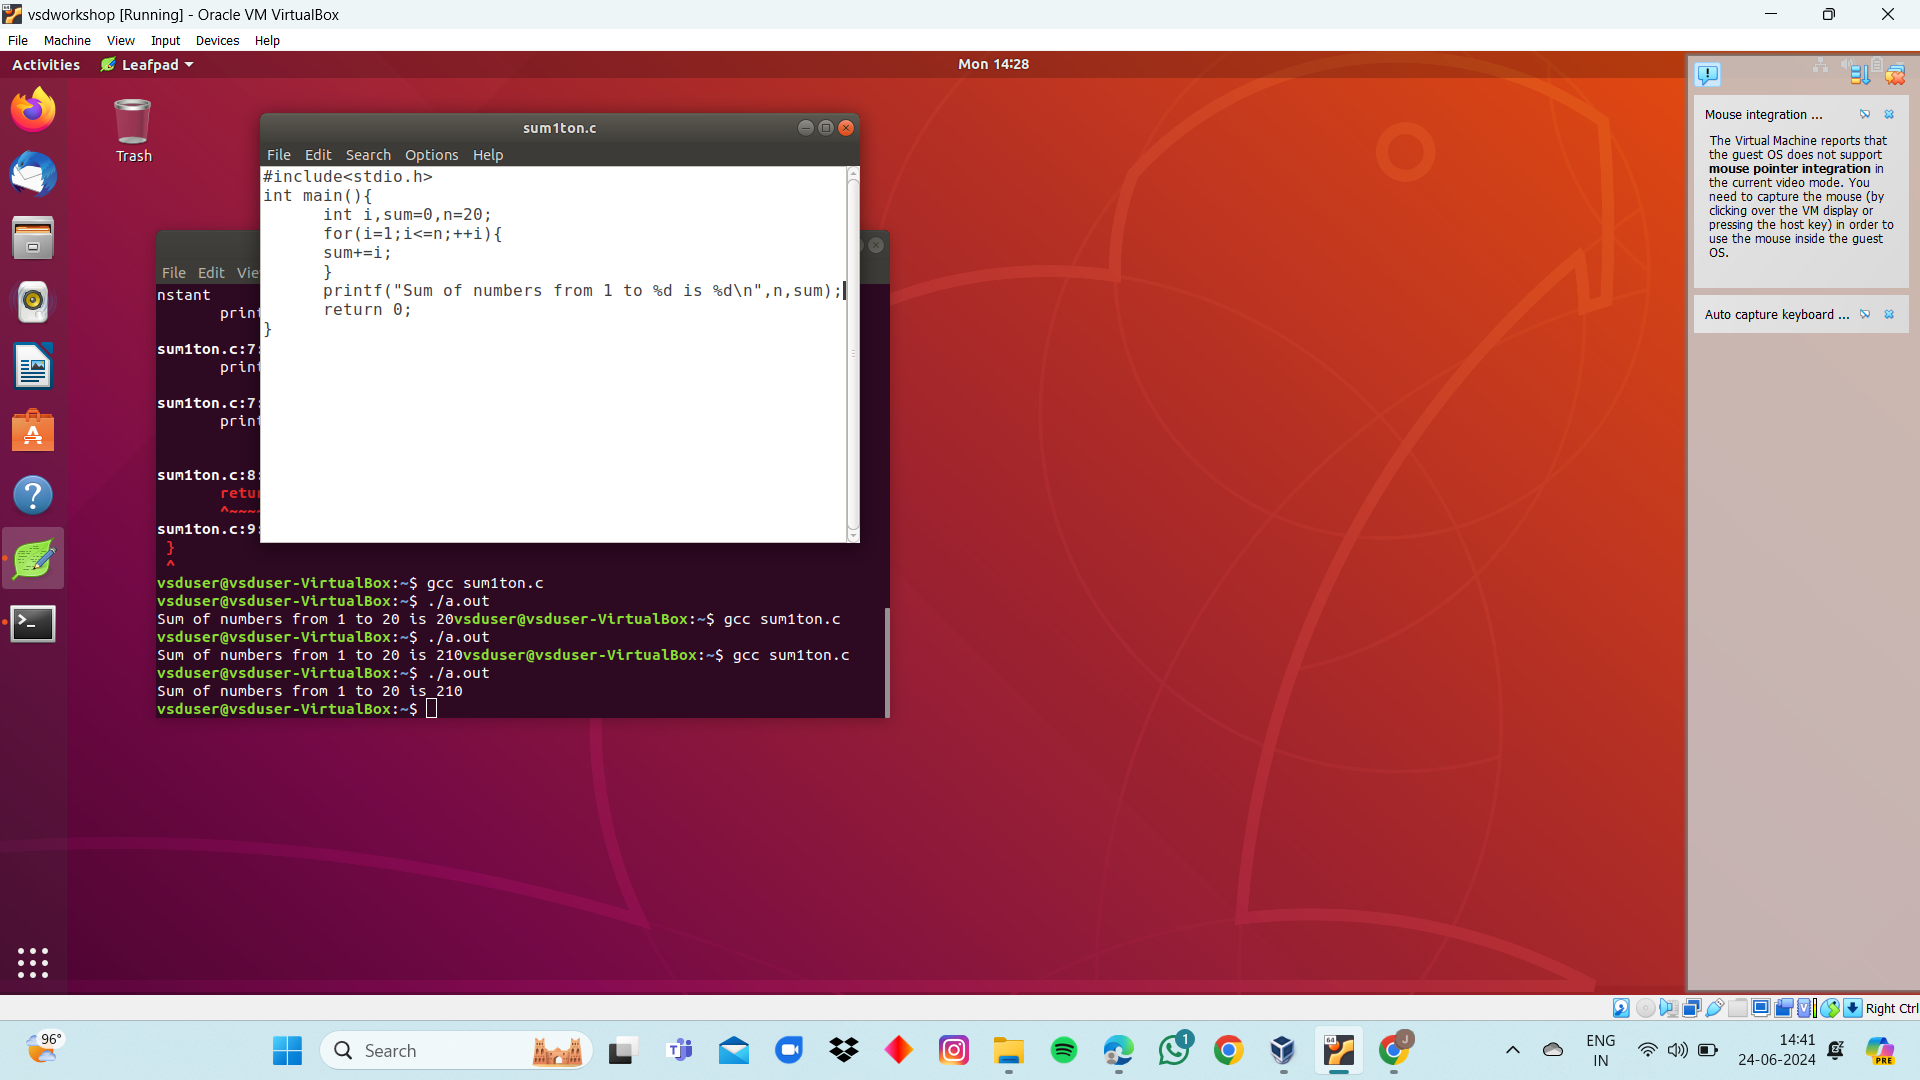 vsdworkshop [Running] - Oracle VM VirtualBox
File Machine View Input Devices Help
Activities Leafpad Mon 14:28
Trash
sum1ton.c
File Edit Search Options Help
#include<stdio.h>
int main(){
int i,sum=0,n=20;
for(i=1;i<=n;++i){
sum+=i;
}
printf("Sum of numbers from 1 to %d is %d\n",n,sum);
return 0;
}
File Edit Vie
nstant
prin
sum1ton.c:7:
prin
sum1ton.c:7:
prin
sum1ton.c:8:
retu
^~~~
sum1ton.c:9:
}
^
vsduser@vsduser-VirtualBox:~$ gcc sum1ton.c
vsduser@vsduser-VirtualBox:~$ ./a.out
Sum of numbers from 1 to 20 is 20vsduser@vsduser-VirtualBox:~$ gcc sum1ton.c
vsduser@vsduser-VirtualBox:~$ ./a.out
Sum of numbers from 1 to 20 is 210vsduser@vsduser-VirtualBox:~$ gcc sum1ton.c
vsduser@vsduser-VirtualBox:~$ ./a.out
Sum of numbers from 1 to 20 is 210
vsduser@vsduser-VirtualBox:~$
Mouse integration ...
The Virtual Machine reports that
the guest OS does not support
mouse pointer integration in
the current video mode. You
need to capture the mouse (by
clicking over the VM display or
pressing the host key) in order to
use the mouse inside the guest
OS.
Auto capture keyboard ...
Right Ctrl
96°
Search
1
64
J
ENG
IN
14:41
24-06-2024
PRE